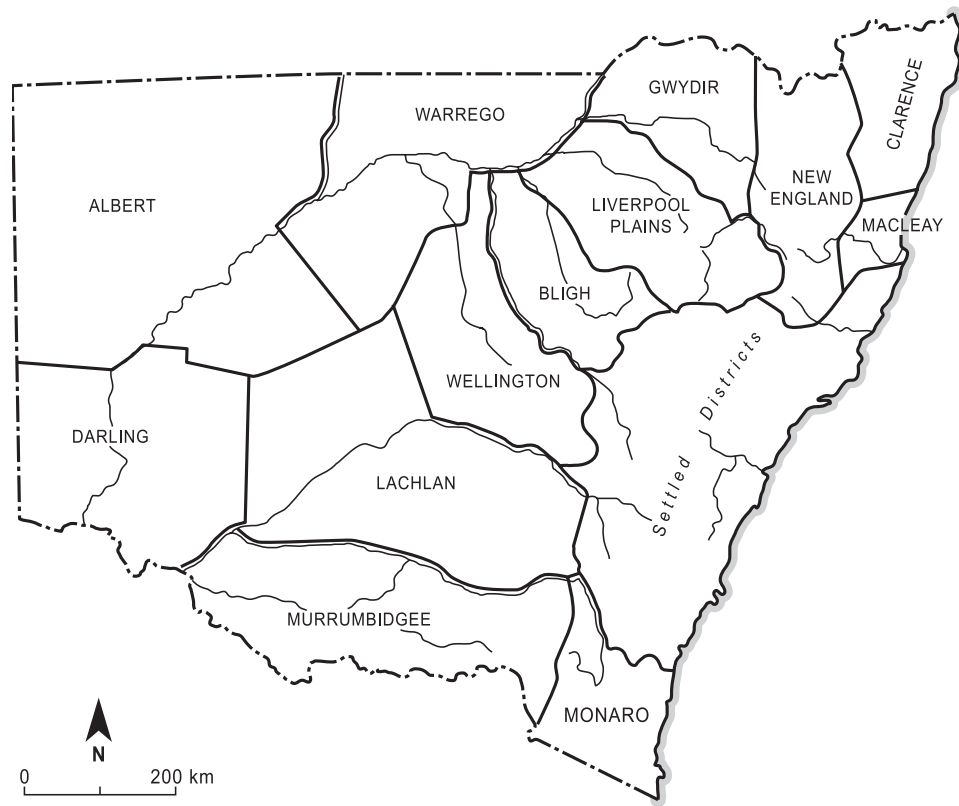 GWYDIR
CLARENCE
WARREGO
NEW
ENGLAND
ALBERT
LIVERPOOL
PLAINS
MACLEAY
BLIGH
WELLINGTON
Settled Districts
DARLING
LACHLAN
MURRUMBIDGEE
MONARO
N
0 200 km